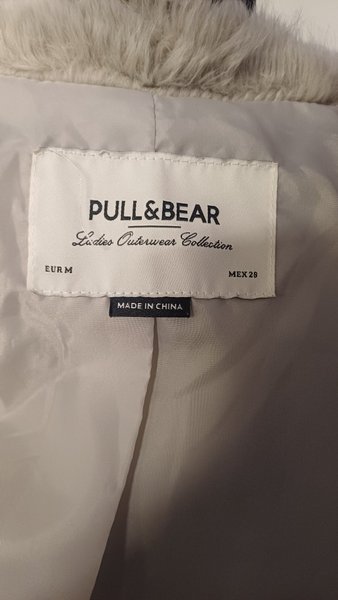 PULL&BEAR
Ladies Outerwear Collection
EUR M MEX 28
MADE IN CHINA